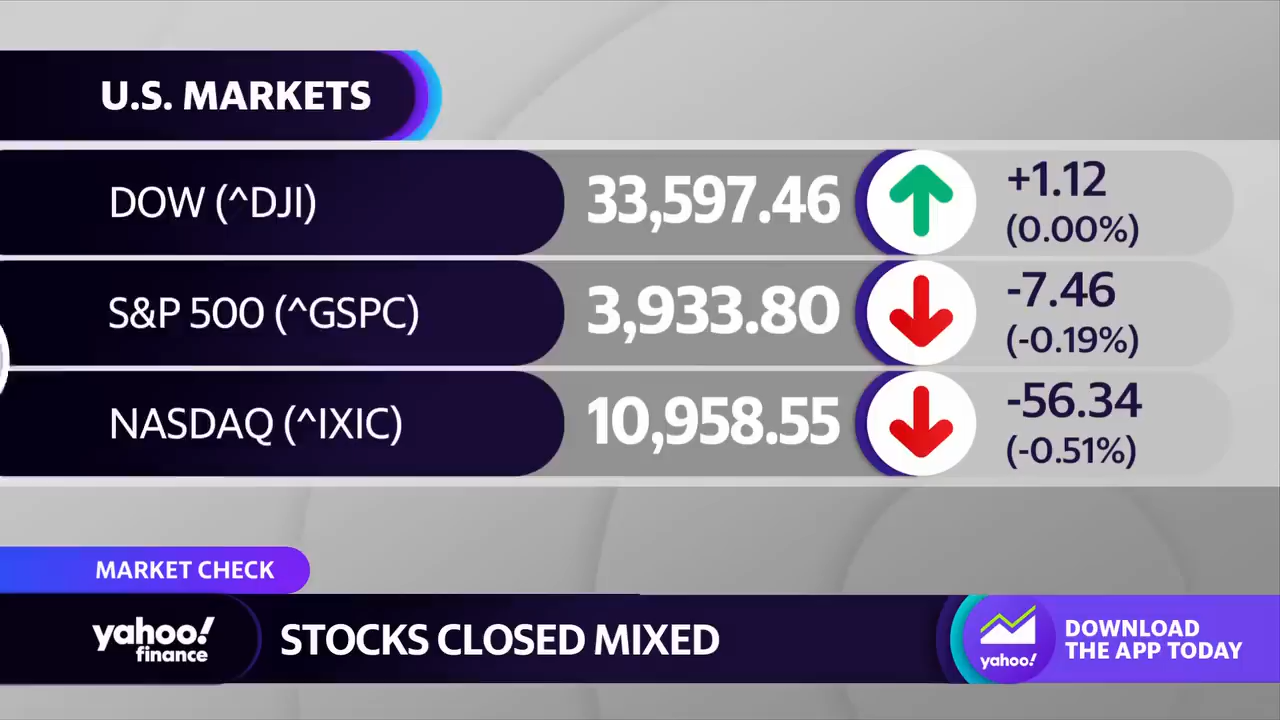 U.S. MARKETS
DOW (^DJI) 33,597.46 +1.12
(0.00%)
S&P 500 (^GSPC) 3,933.80 -7.46
(-0.19%)
NASDAQ (^IXIC) 10,958.55 -56.34
(-0.51%)
MARKET CHECK
yahoo!
finance
STOCKS CLOSED MIXED
yahoo!
DOWNLOAD
THE APP TODAY